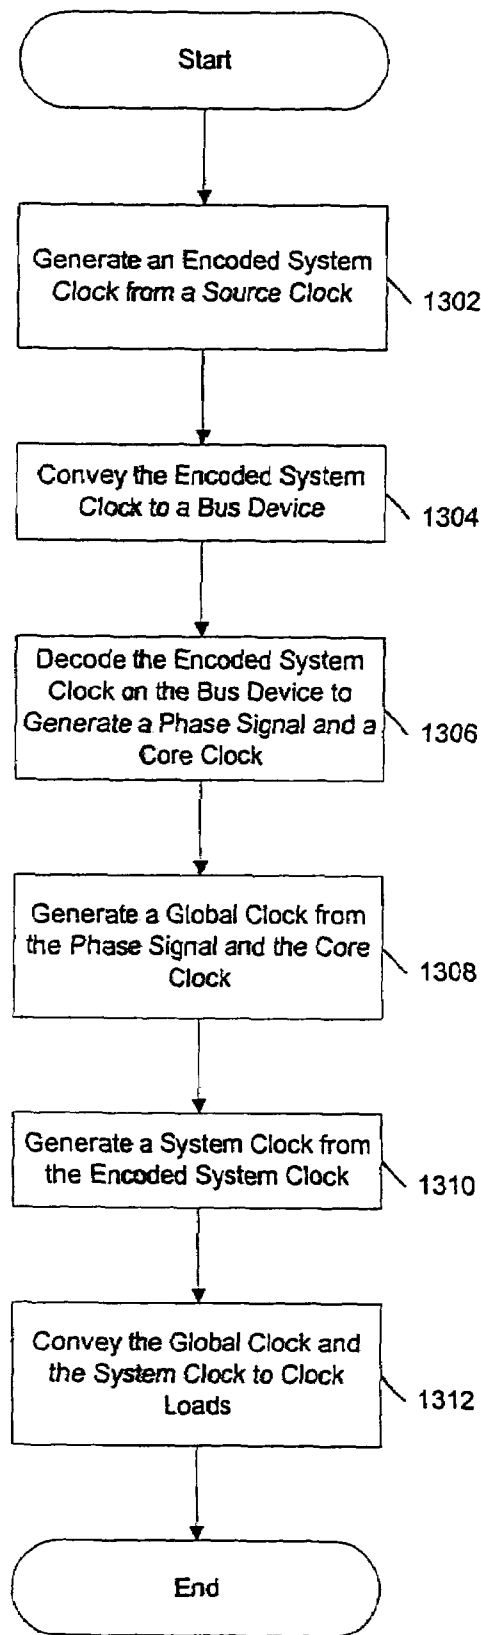 Start
Generate an Encoded System
Clock from a Source Clock
1302
Convey the Encoded System
Clock to a Bus Device
1304
Decode the Encoded System
Clock on the Bus Device to
Generate a Phase Signal and a
Core Clock
1306
Generate a Global Clock from
the Phase Signal and the Core
Clock
1308
Generate a System Clock from
the Encoded System Clock
1310
Convey the Global Clock and
the System Clock to Clock
Loads
1312
End